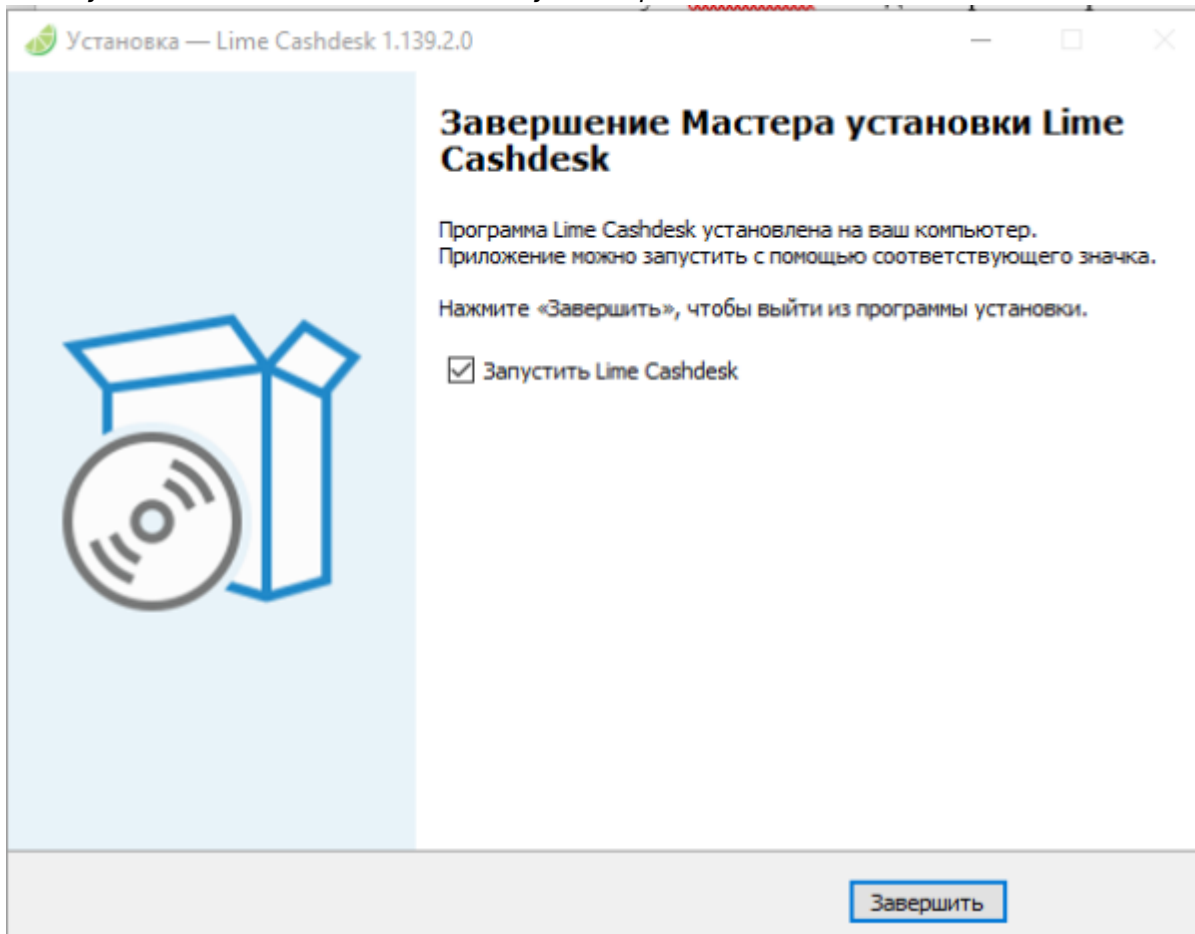 Установка — Lime Cashdesk 1.139.2.0
Завершение Мастера установки Lime
Cashdesk
Программа Lime Cashdesk установлена на ваш компьютер.
Приложение можно запустить с помощью соответствующего значка.
Нажмите «Завершить», чтобы выйти из программы установки.
Запустить Lime Cashdesk
Завершить